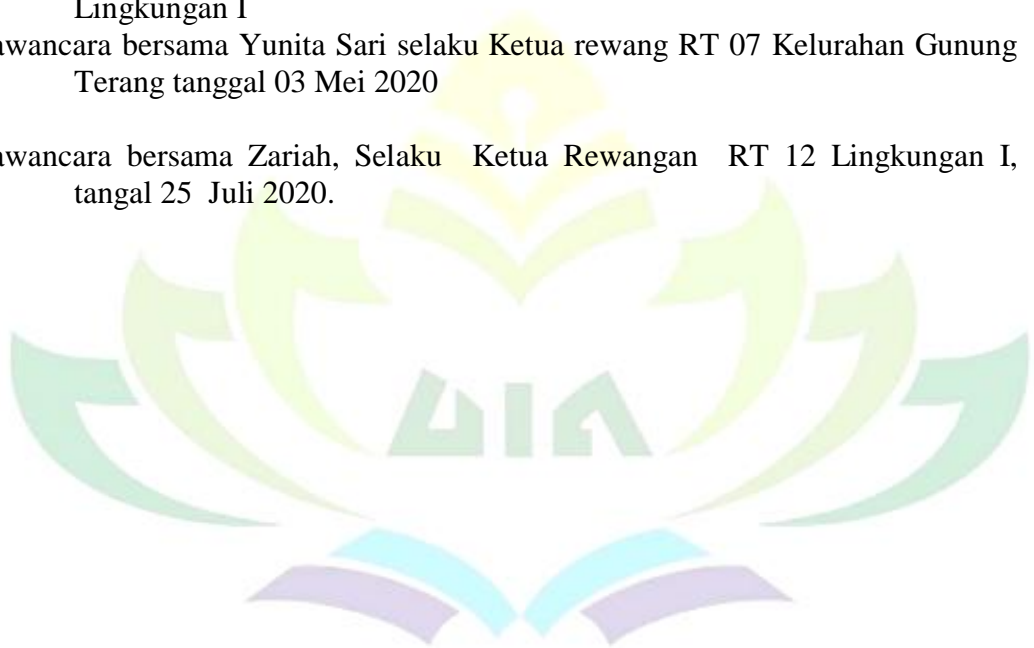 Lingkungan I
awancara bersama Yunita Sari selaku Ketua rewang RT 07 Kelurahan Gunung
Terang tanggal 03 Mei 2020
awancara bersama Zariah, Selaku Ketua Rewangan RT 12 Lingkungan I,
tangal 25 Juli 2020.
UIN